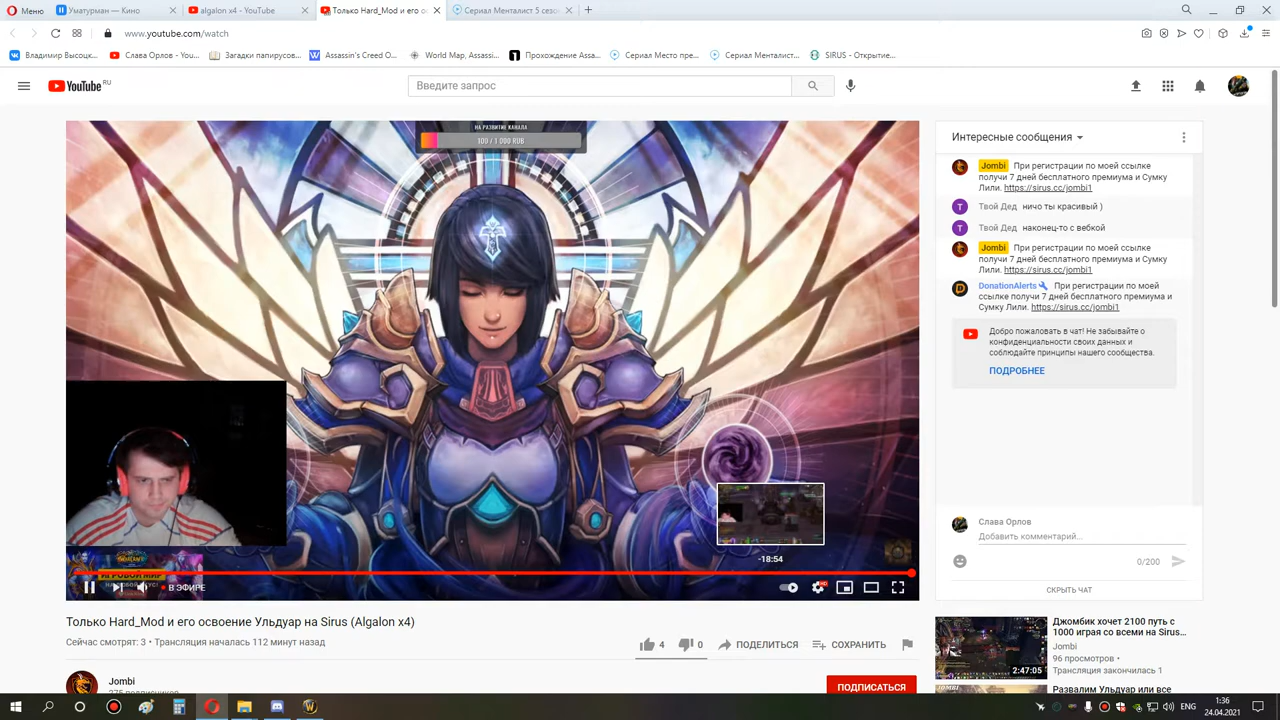 Меню
Уматурман — Кино
algalon x4 - YouTube
Только Hard_Mod и его ос
Сериал Менталист 5 сезон
www.youtube.com/watch
Владимир Высоцк...
Слава Орлов - You...
Загадки папирусов...
Assassin's Creed O...
World Map, Assassi...
Прохождение Assa...
Сериал Место пре...
Сериал Менталист...
SIRUS - Открытие...
YouTube RU
Введите запрос
НА РАЗВИТИЕ КАНАЛА
100 / 1 000 RUB
-18:54
В ЭФИРЕ
Только Hard_Mod и его освоение Ульдуар на Sirus (Algalon x4)
Сейчас смотрят: 3 • Трансляция началась 112 минут назад
4
0
ПОДЕЛИТЬСЯ
СОХРАНИТЬ
Jombi
ПОДПИСАТЬСЯ
Интересные сообщения
Jombi При регистрации по моей ссылке
получи 7 дней бесплатного премиума и Сумку
Лили. https://sirus.cc/jombi1
Твой Дед ничо ты красивый )
Твой Дед наконец-то с вебкой
Jombi При регистрации по моей ссылке
получи 7 дней бесплатного премиума и Сумку
Лили. https://sirus.cc/jombi1
DonationAlerts При регистрации по моей
ссылке получи 7 дней бесплатного премиума и
Сумку Лили. https://sirus.cc/jombi1
Добро пожаловать в чат! Не забывайте о
конфиденциальности своих данных и
соблюдайте принципы нашего сообщества.
ПОДРОБНЕЕ
Слава Орлов
Добавить комментарий...
0/200
СКРЫТЬ ЧАТ
Джомбик хочет 2100 путь с
1000 играя со всеми на Sirus...
Jombi
96 просмотров •
Трансляция закончилась 1
2:47:05
Развалим Ульдуар или все
ENG
1:36
24.04.2021